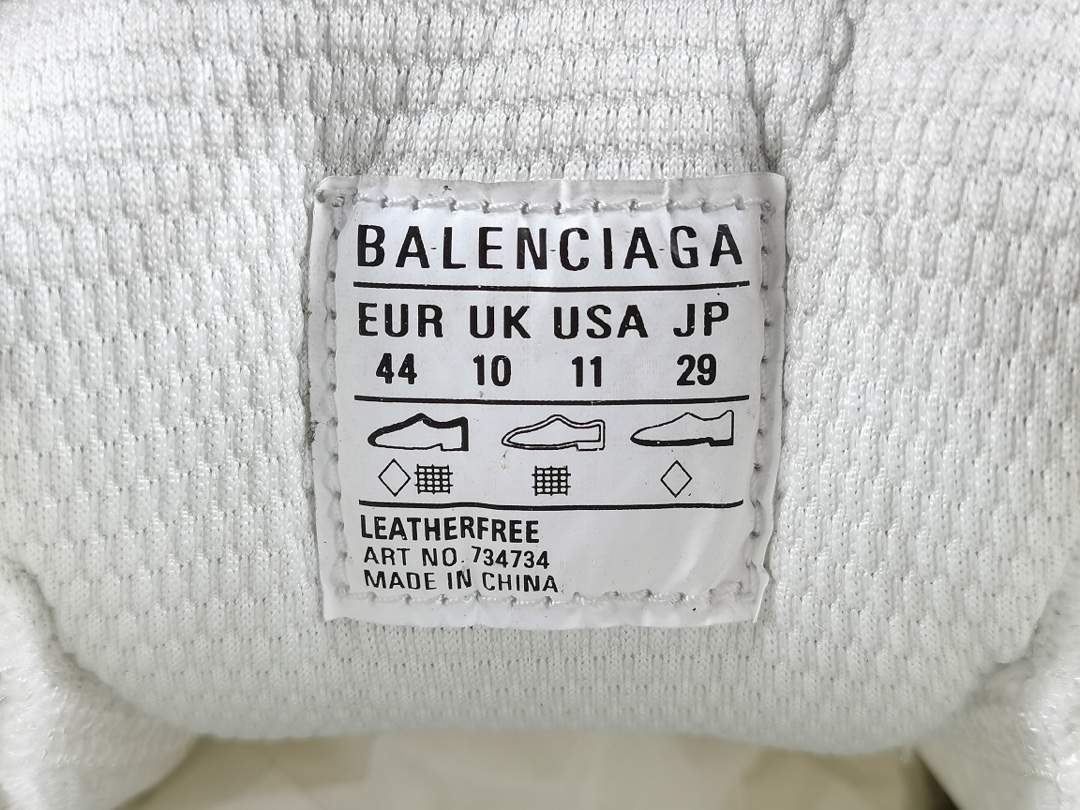 BALENCIAGA
EUR UK USA JP
44 10 11 29
LEATHERFREE
ART NO. 734734
MADE IN CHINA